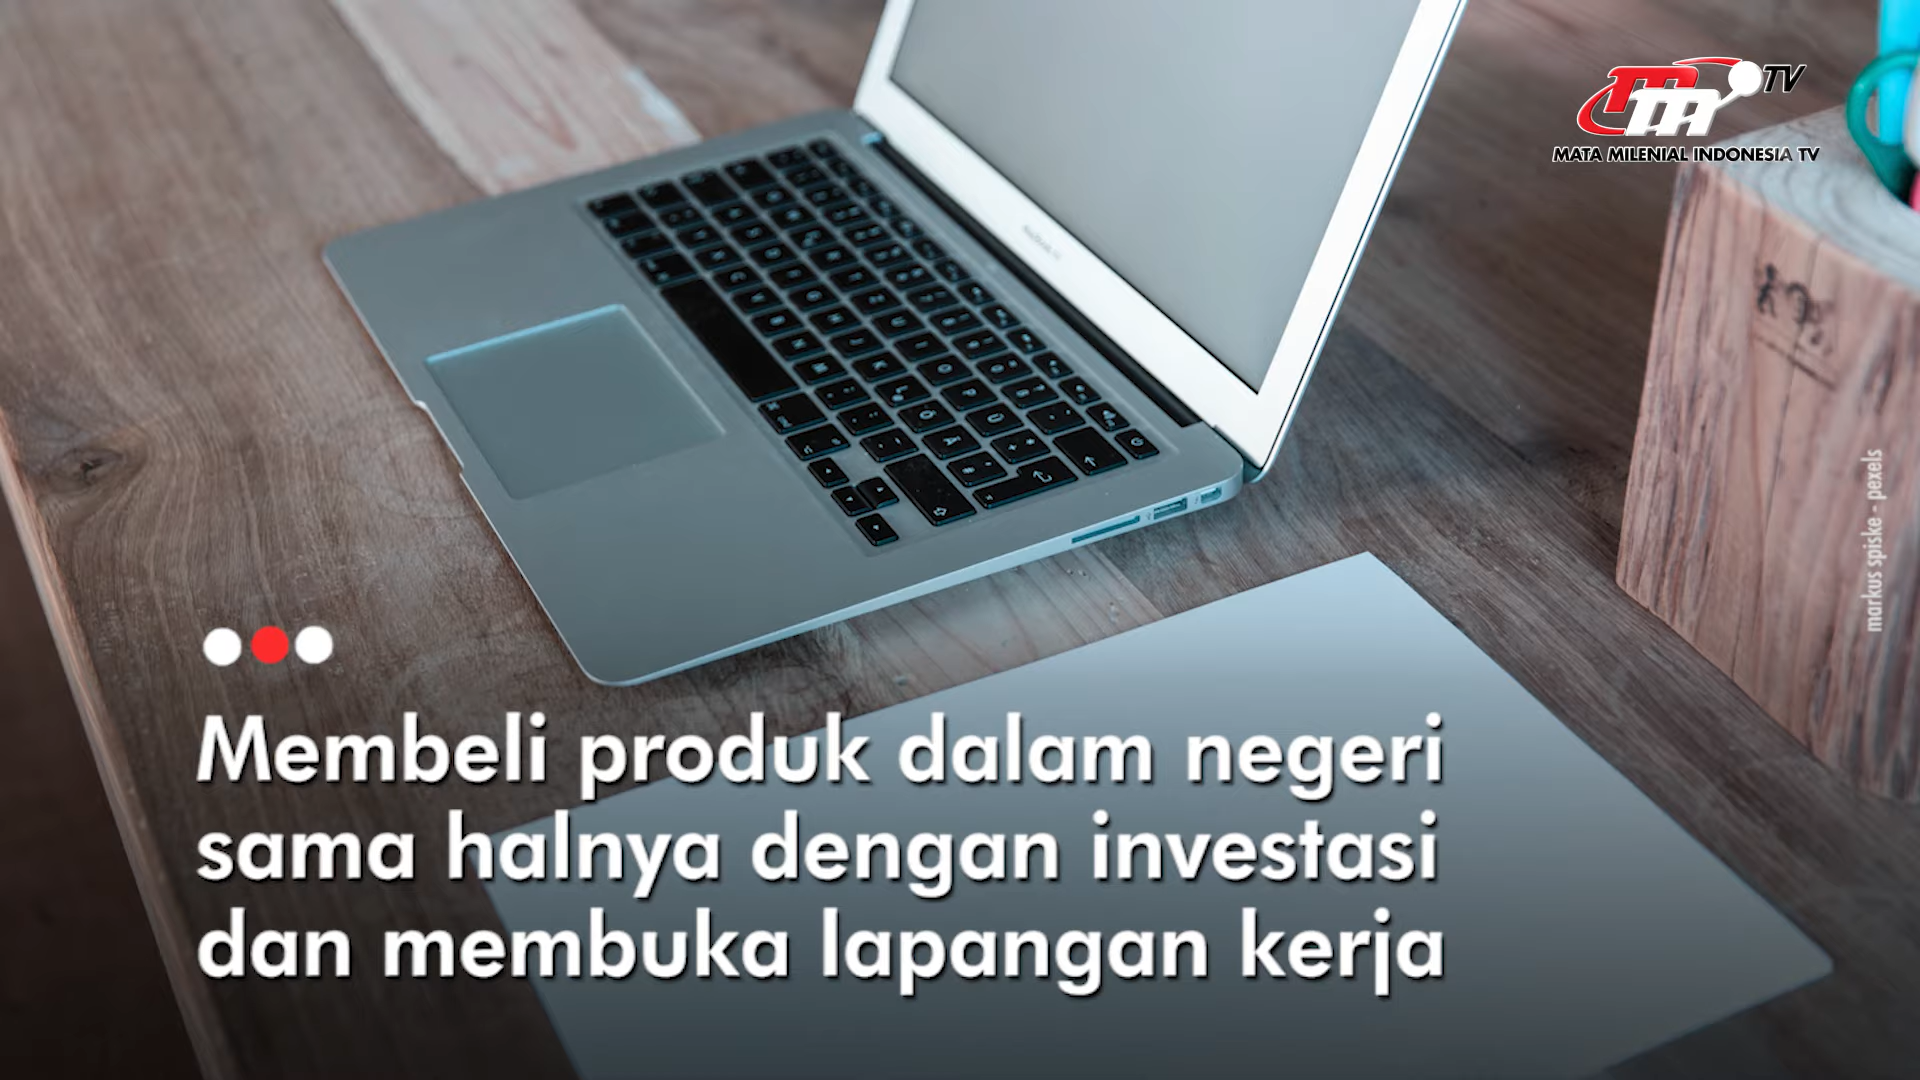 TV
MATA MILENIAL INDONESIA TV
markus spiske - pexels
Membeli produk dalam negeri
sama halnya dengan investasi
dan membuka lapangan kerja